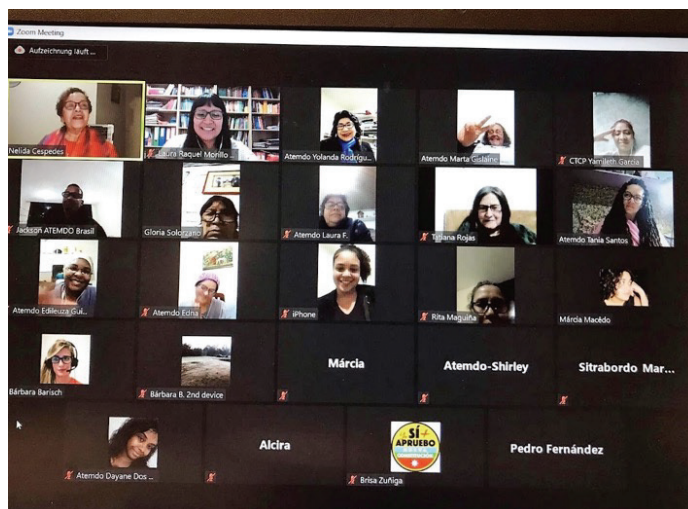 Zoom Meeting
Aufzeichnung läuft ...
Nelida Cespedes
Laura Raquel Morillo ...
Atemdo Yolanda Rodrígu...
Atemdo Marta Gislaine
CTCP Yamileth García
Jackson ATEMDO Brasil
Gloria Solorzano
Atemdo Laura F.
Tatiana Rojas
Atemdo Tania Santos
Atemdo Edileuza Gui...
Atemdo Edna
iPhone
Rita Maguiña
Márcia Macêdo
Bárbara Barisch
Bárbara B, 2nd device
Márcia
Atemdo-Shirley
Sitrabordo Mar...
Atemdo Dayane Dos ...
Alcira
SÍ+
APRUEBO
Brisa Zuñiga
Pedro Fernández